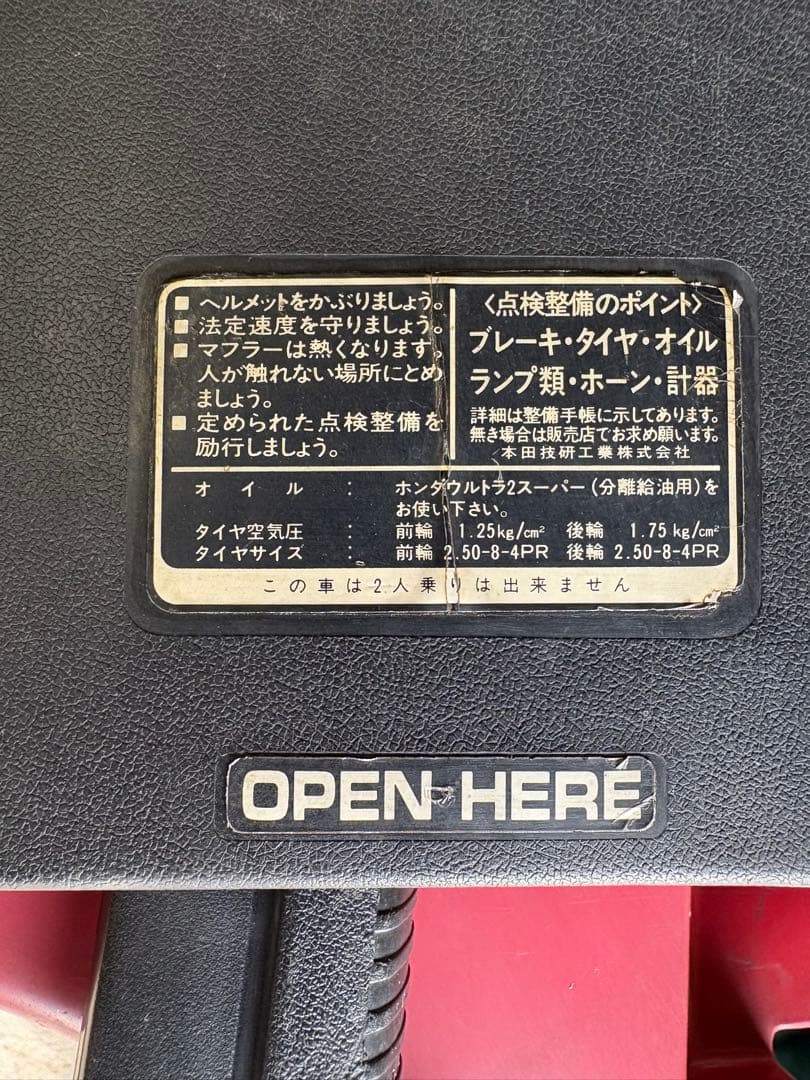 ■ ヘルメットをかぶりましょう。
■ 法定速度を守りましょう。
■ マフラーは熱くなります。
人が触れない場所にとめ
ましょう。
■ 定められた点検整備を
励行しましょう。
〈点検整備のポイント〉
ブレーキ・タイヤ・オイル
ランプ類・ホーン・計器
詳細は整備手帳に示してあります。
無き場合は販売店でお求め願います。
本田技研工業株式会社
オイル : ホンダウルトラ2スーパー(分離給油用)を
お使い下さい。
タイヤ空気圧 : 前輪 1.25kg/cm² 後輪 1.75kg/cm²
タイヤサイズ : 前輪 2.50-8-4PR 後輪 2.50-8-4PR
この車は2人乗りは出来ません
OPEN HERE